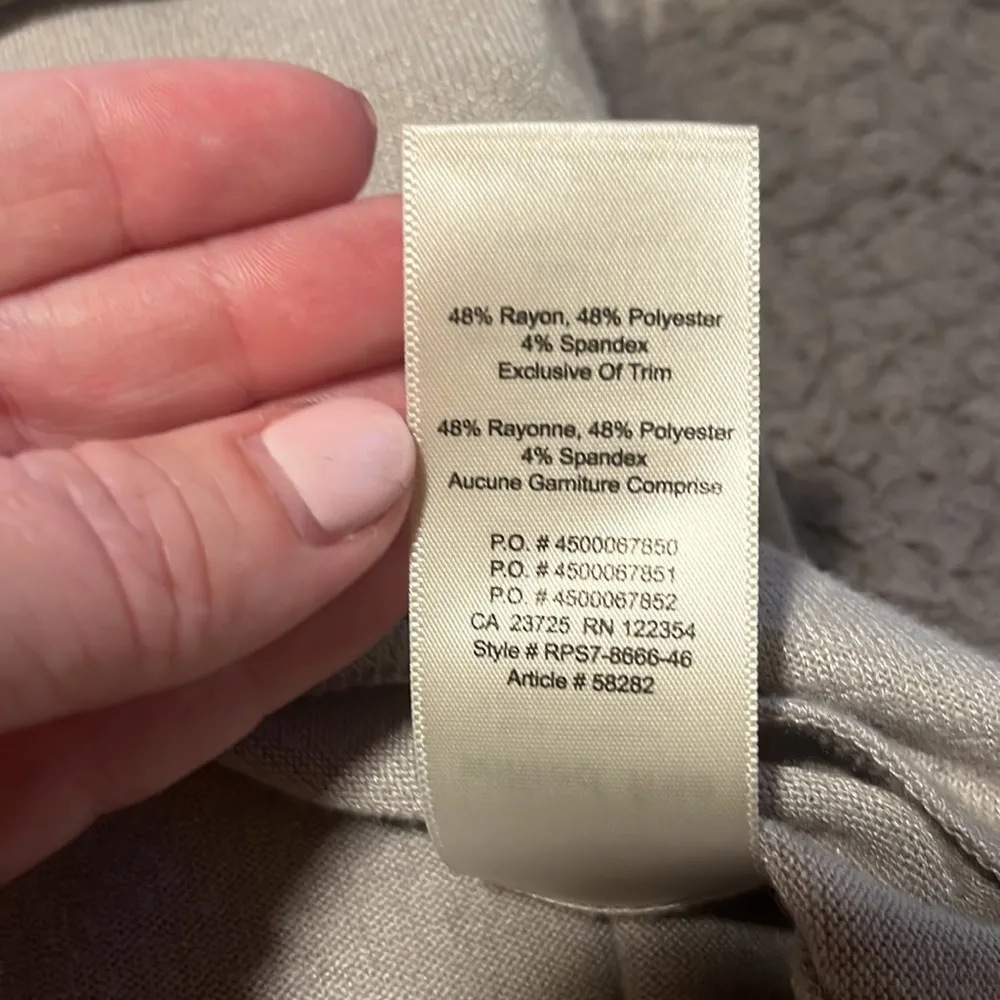 48% Rayon, 48% Polyester
4% Spandex
Exclusive Of Trim
48% Rayonne, 48% Polyester
4% Spandex
Aucune Garniture Comprise
P.O. # 4500067850
P.O. # 4500067851
P.O. # 4500067852
CA 23725 RN 122354
Style # RPS7-8666-46
Article # 58282